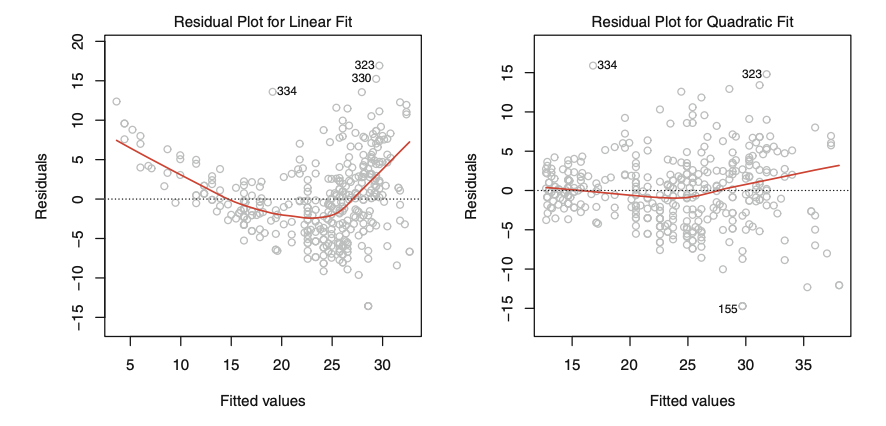 Residual Plot for Linear Fit
20
15
10
5
0
−5
−10
−15
323
330
334
Residuals
5 10 15 20 25 30
Fitted values
Residual Plot for Quadratic Fit
15
10
5
0
−5
−10
−15
334
323
155
Residuals
15 20 25 30 35
Fitted values